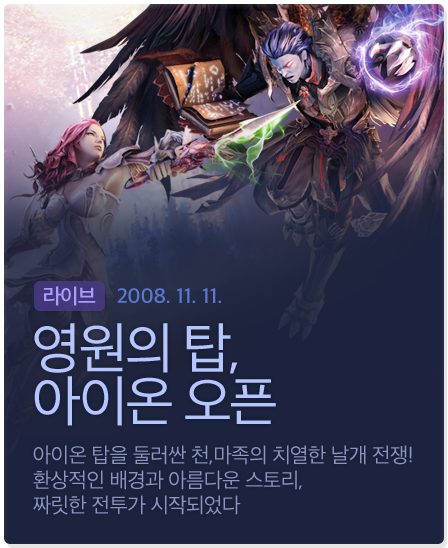 라이브 2008. 11. 11.
영원의 탑,
아이온 오픈
아이온 탑을 둘러싼 천,마족의 치열한 날개 전쟁!
환상적인 배경과 아름다운 스토리,
짜릿한 전투가 시작되었다